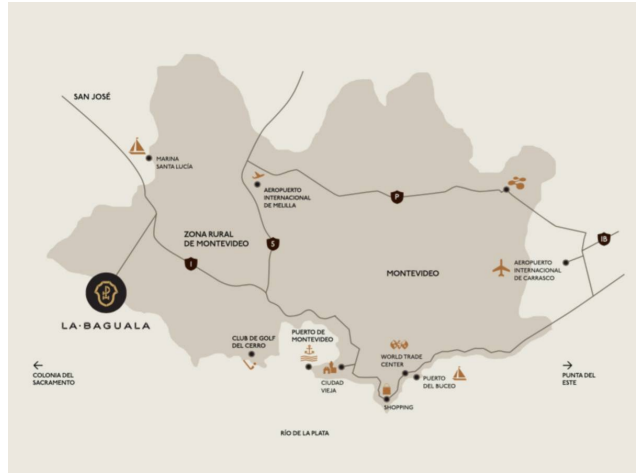 SAN JOSÉ
MARINA
SANTA LUCÍA
AEROPUERTO
INTERNACIONAL
DE MELILLA
P
ZONA RURAL
DE MONTEVIDEO
5
IB
1
MONTEVIDEO
AEROPUERTO
INTERNACIONAL
DE CARRASCO
LA·BAGUALA
CLUB DE GOLF
DEL CERRO
PUERTO DE
MONTEVIDEO
WORLD TRADE
CENTER
COLONIA DEL
SACRAMENTO
CIUDAD
VIEJA
PUERTO
DEL BUCEO
PUNTA DEL
ESTE
SHOPPING
RÍO DE LA PLATA